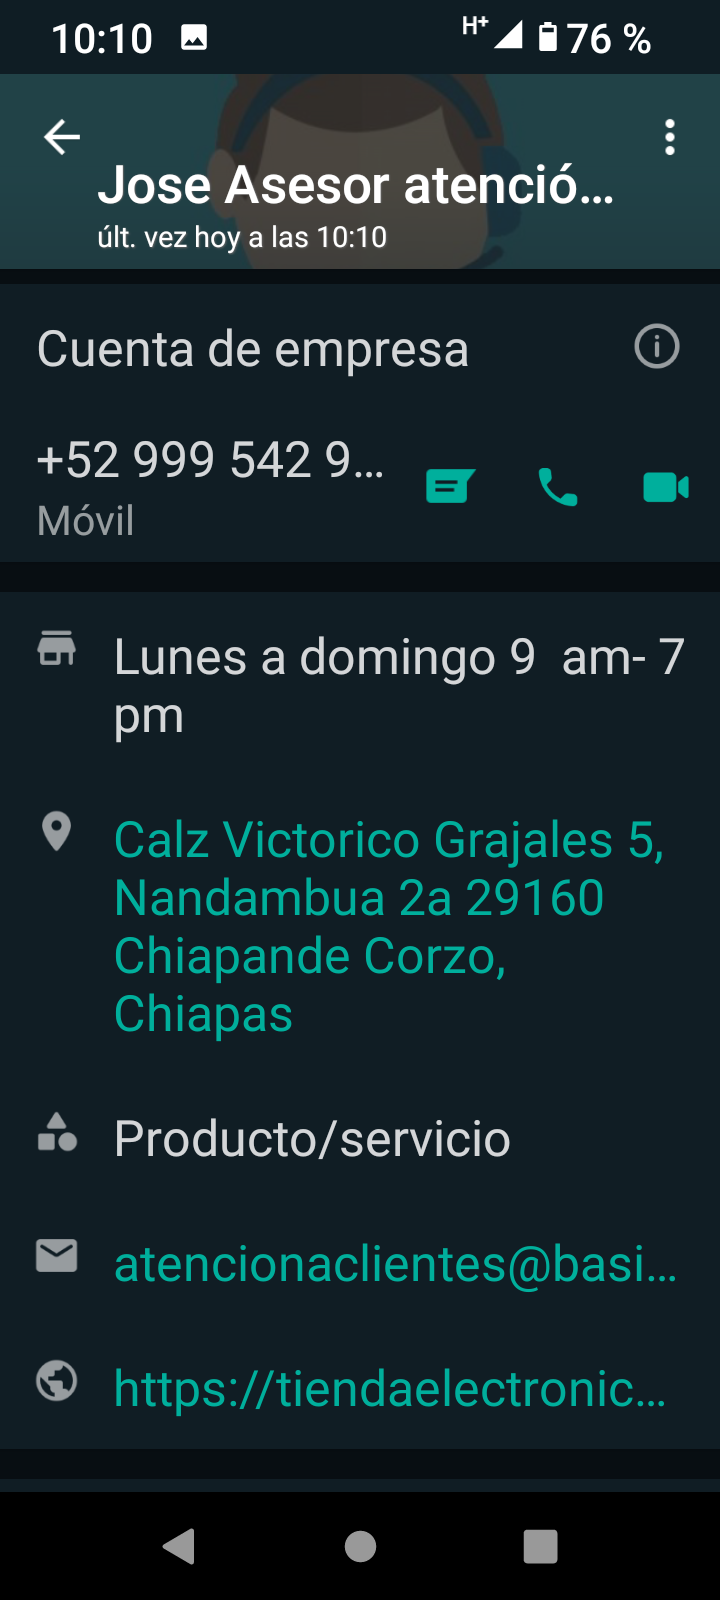 10:10
H+
76 %
Jose Asesor atenció...
últ. vez hoy a las 10:10
Cuenta de empresa
+52 999 542 9...
Móvil
Lunes a domingo 9  am- 7
pm
Calz Victorico Grajales 5,
Nandambua 2a 29160
Chiapande Corzo,
Chiapas
Producto/servicio
atencionaclientes@basi...
https://tiendaelectronic...